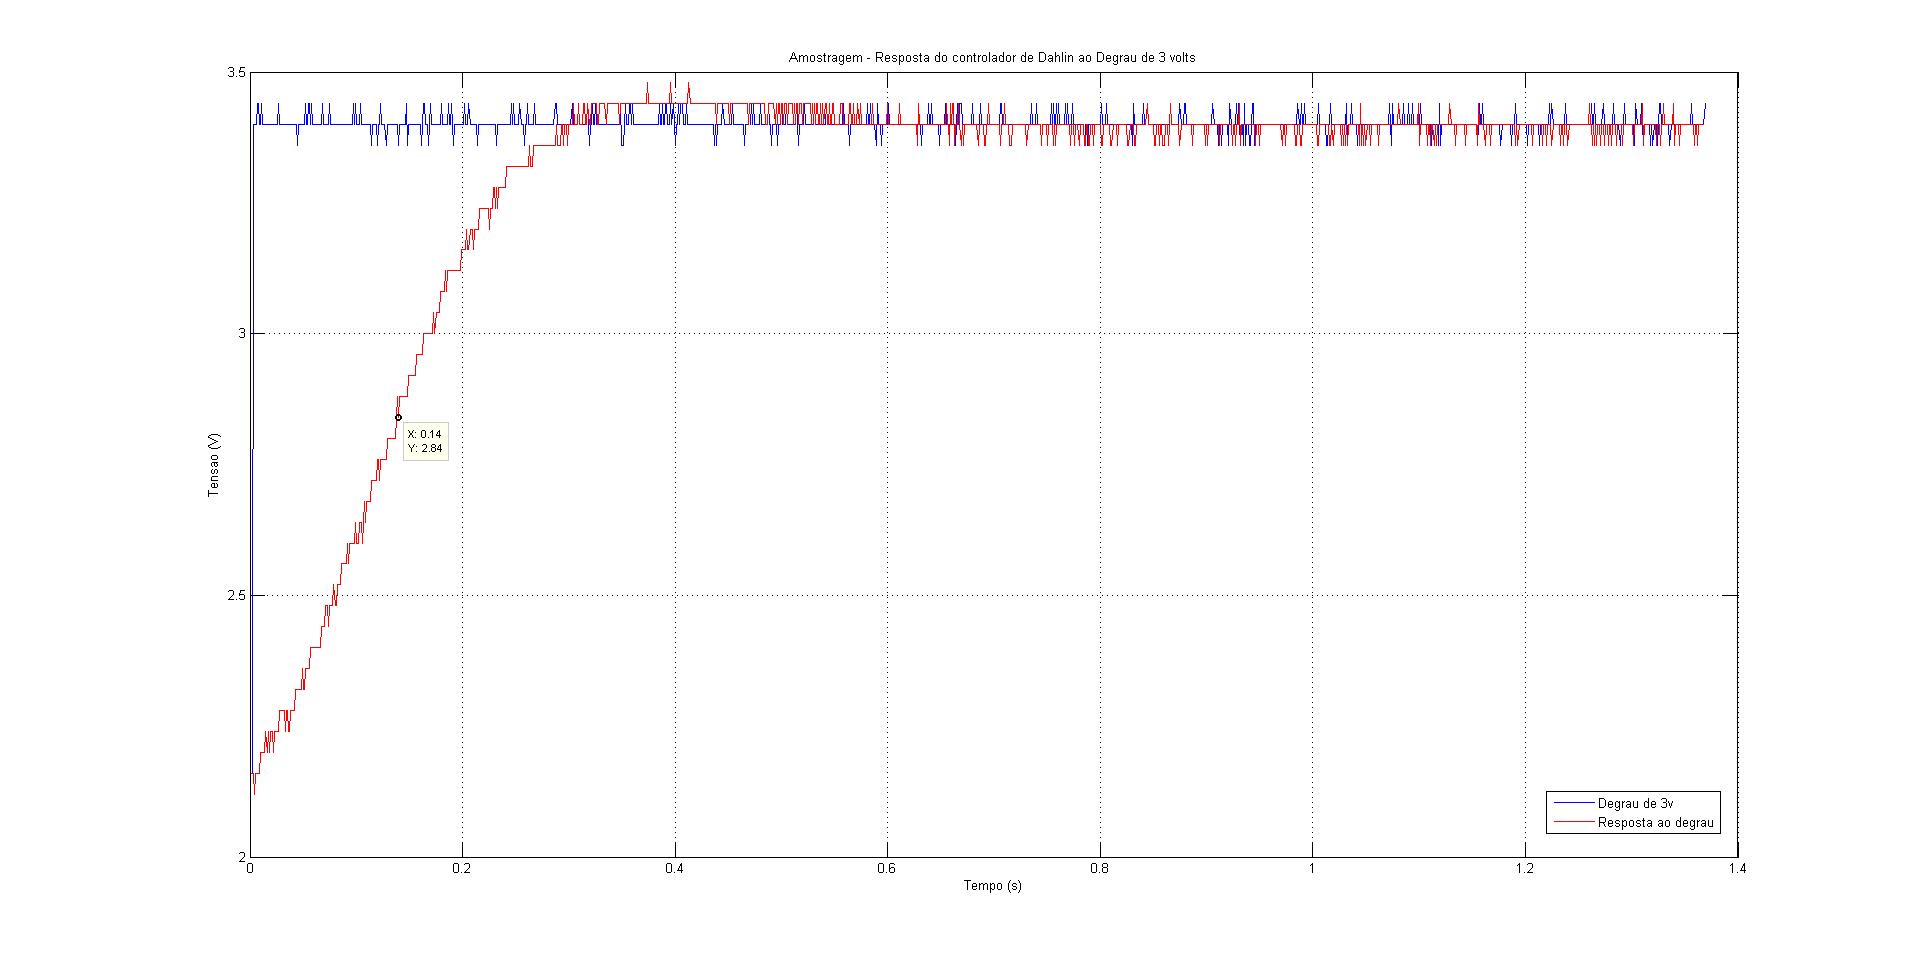 Amostragem - Resposta do controlador de Dahlin ao Degrau de 3 volts
3.5
3
2.5
2
Tensao (V)
X: 0.14
Y: 2.84
Degrau de 3v
Resposta ao degrau
0 0.2 0.4 0.6 0.8 1 1.2 1.4
Tempo (s)